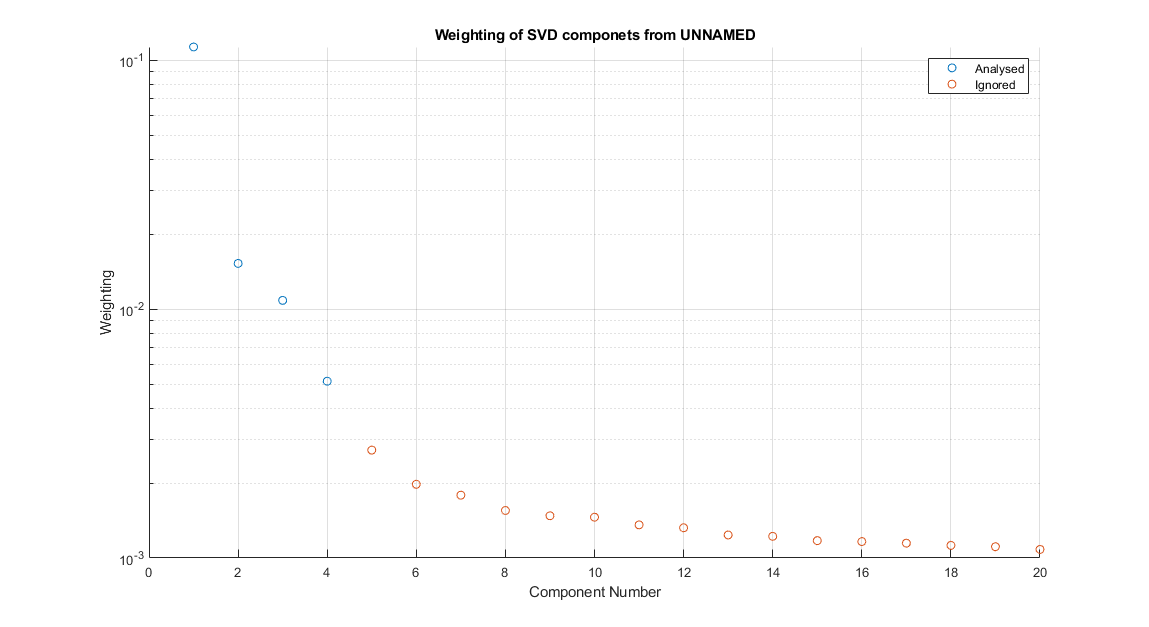 Weighting of SVD componets from UNNAMED
Analysed
Ignored
10^-1
10^-2
10^-3
Weighting
0 2 4 6 8 10 12 14 16 18 20
Component Number